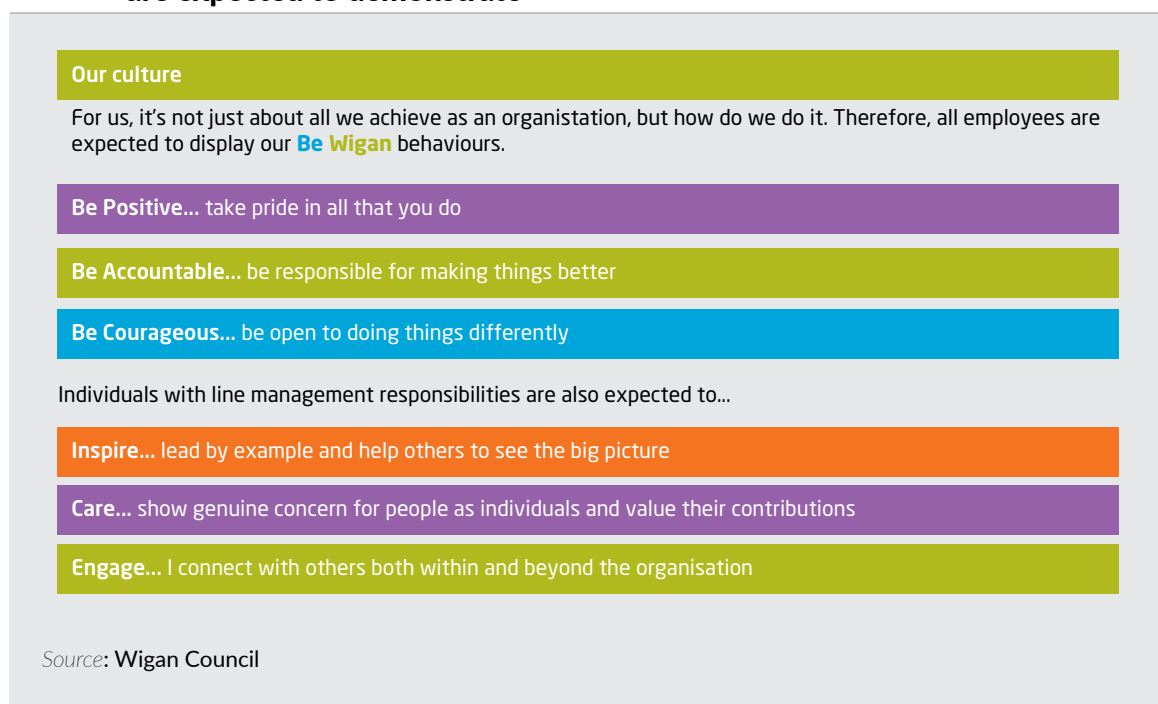 are expected to demonstrate
Our culture
For us, it's not just about all we achieve as an organistation, but how do we do it. Therefore, all employees are
expected to display our Be Wigan behaviours.
Be Positive... take pride in all that you do
Be Accountable... be responsible for making things better
Be Courageous... be open to doing things differently
Individuals with line management responsibilities are also expected to...
Inspire... lead by example and help others to see the big picture
Care... show genuine concern for people as individuals and value their contributions
Engage... I connect with others both within and beyond the organisation
Source: Wigan Council